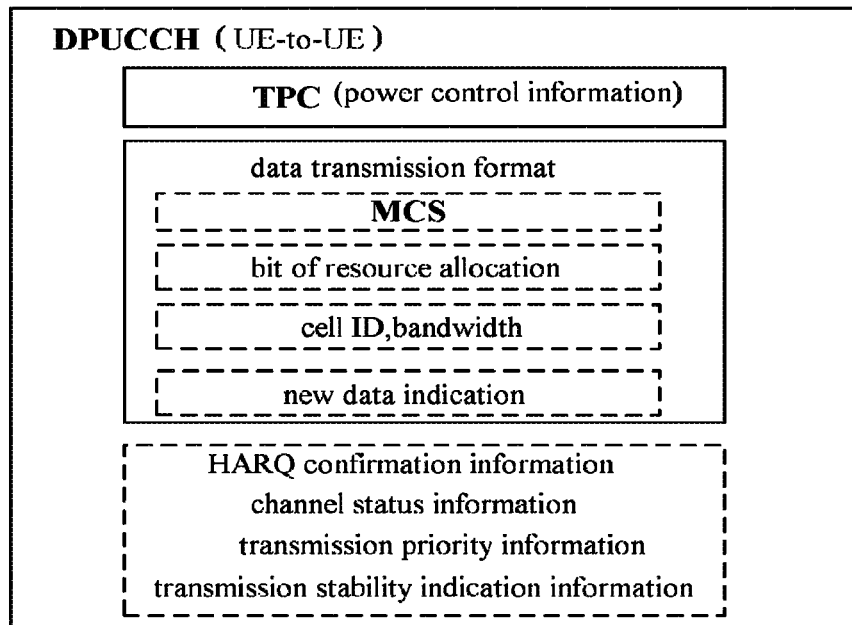 DPUCCH ( UE-to-UE )
TPC (power control information)
data transmission format
MCS
bit of resource allocation
cell ID,bandwidth
new data indication
HARQ confirmation information
channel status information
transmission priority information
transmission stability indication information